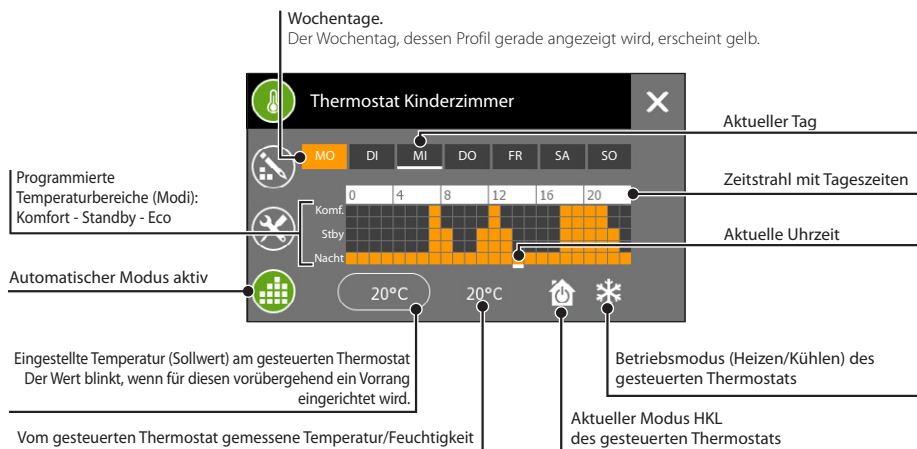 Wochentage.
Der Wochentag, dessen Profil gerade angezeigt wird, erscheint gelb.
Thermostat Kinderzimmer
Aktueller Tag
MO DI MI DO FR SA SO
Programmierte
Temperaturbereiche (Modi):
Komfort - Standby - Eco
Zeitstrahl mit Tageszeiten
0 4 8 12 16 20
Komf.
Stby
Nacht
Aktuelle Uhrzeit
Automatischer Modus aktiv
20°C 20°C
Eingestellte Temperatur (Sollwert) am gesteuerten Thermostat
Der Wert blinkt, wenn für diesen vorübergehend ein Vorrang
eingerichtet wird.
Betriebsmodus (Heizen/Kühlen) des
gesteuerten Thermostats
Aktueller Modus HKL
des gesteuerten Thermostats
Vom gesteuerten Thermostat gemessene Temperatur/Feuchtigkeit